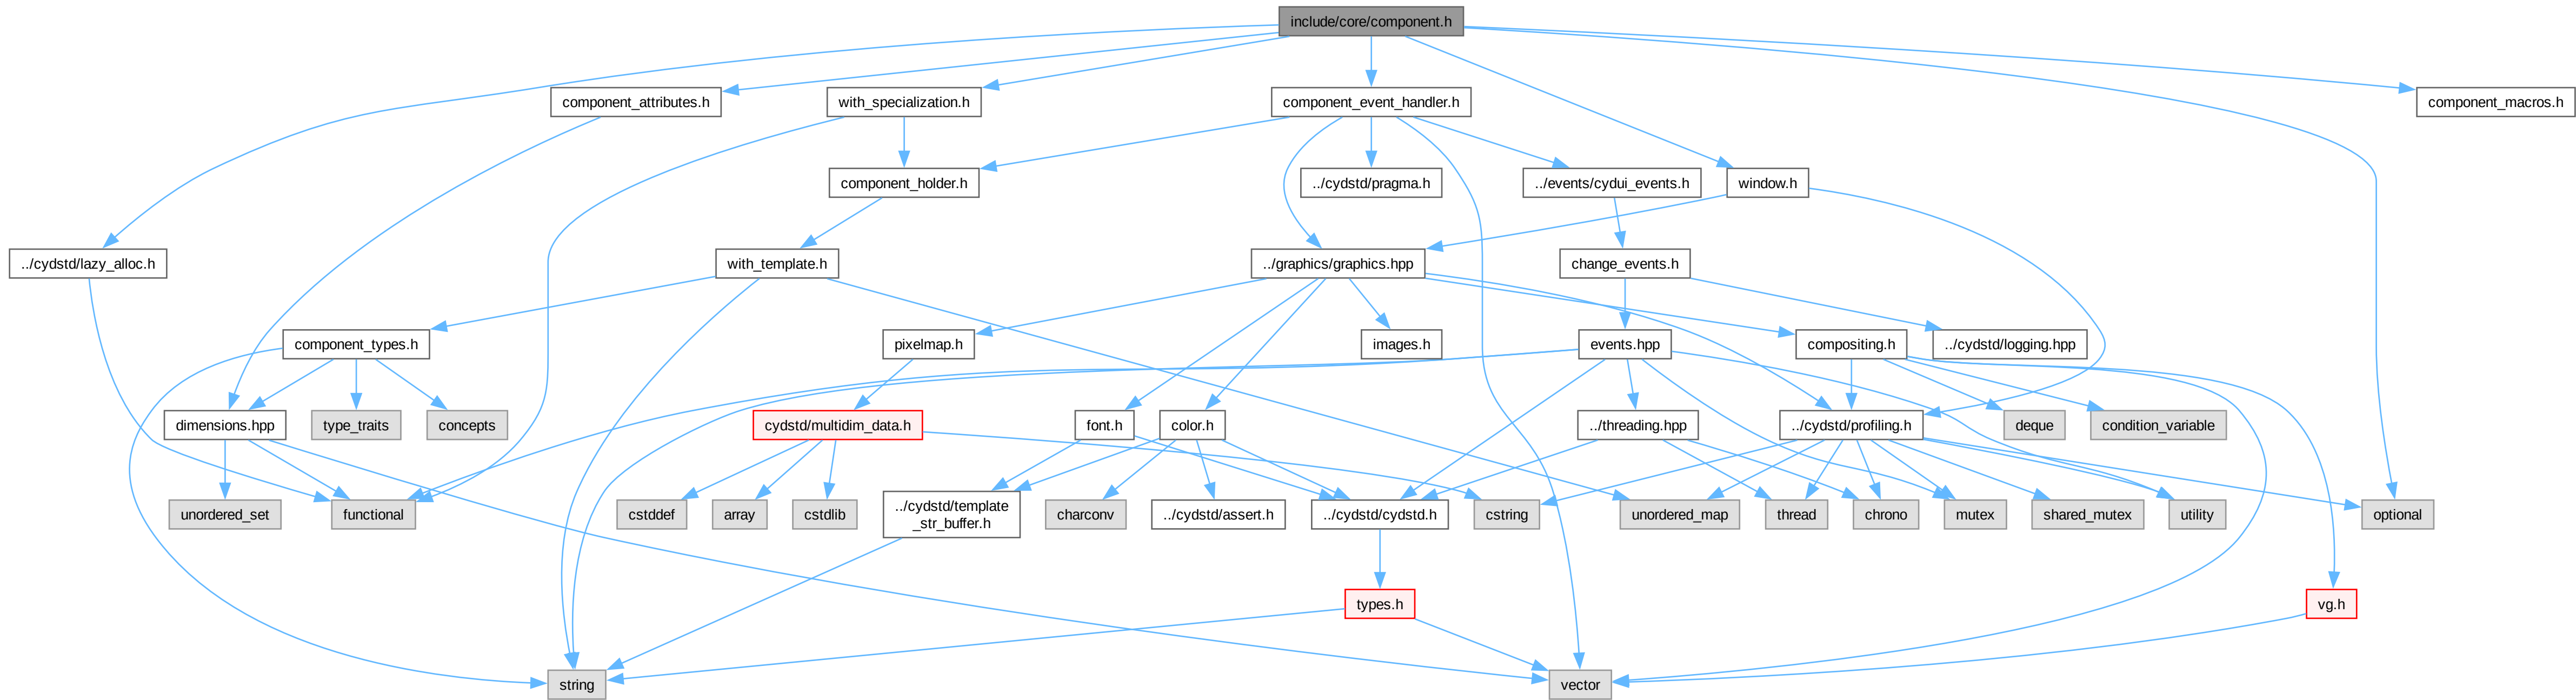 include/core/component.h
component_attributes.h
with_specialization.h
component_event_handler.h
component_macros.h
component_holder.h
../cydstd/pragma.h
../events/cydui_events.h
window.h
../cydstd/lazy_alloc.h
with_template.h
../graphics/graphics.hpp
change_events.h
component_types.h
pixelmap.h
images.h
events.hpp
compositing.h
../cydstd/logging.hpp
dimensions.hpp
type_traits
concepts
cydstd/multidim_data.h
font.h
color.h
../threading.hpp
../cydstd/profiling.h
deque
condition_variable
unordered_set
functional
cstddef
array
cstdlib
../cydstd/template
_str_buffer.h
charconv
../cydstd/assert.h
../cydstd/cydstd.h
cstring
unordered_map
thread
chrono
mutex
shared_mutex
utility
optional
types.h
vg.h
string
vector